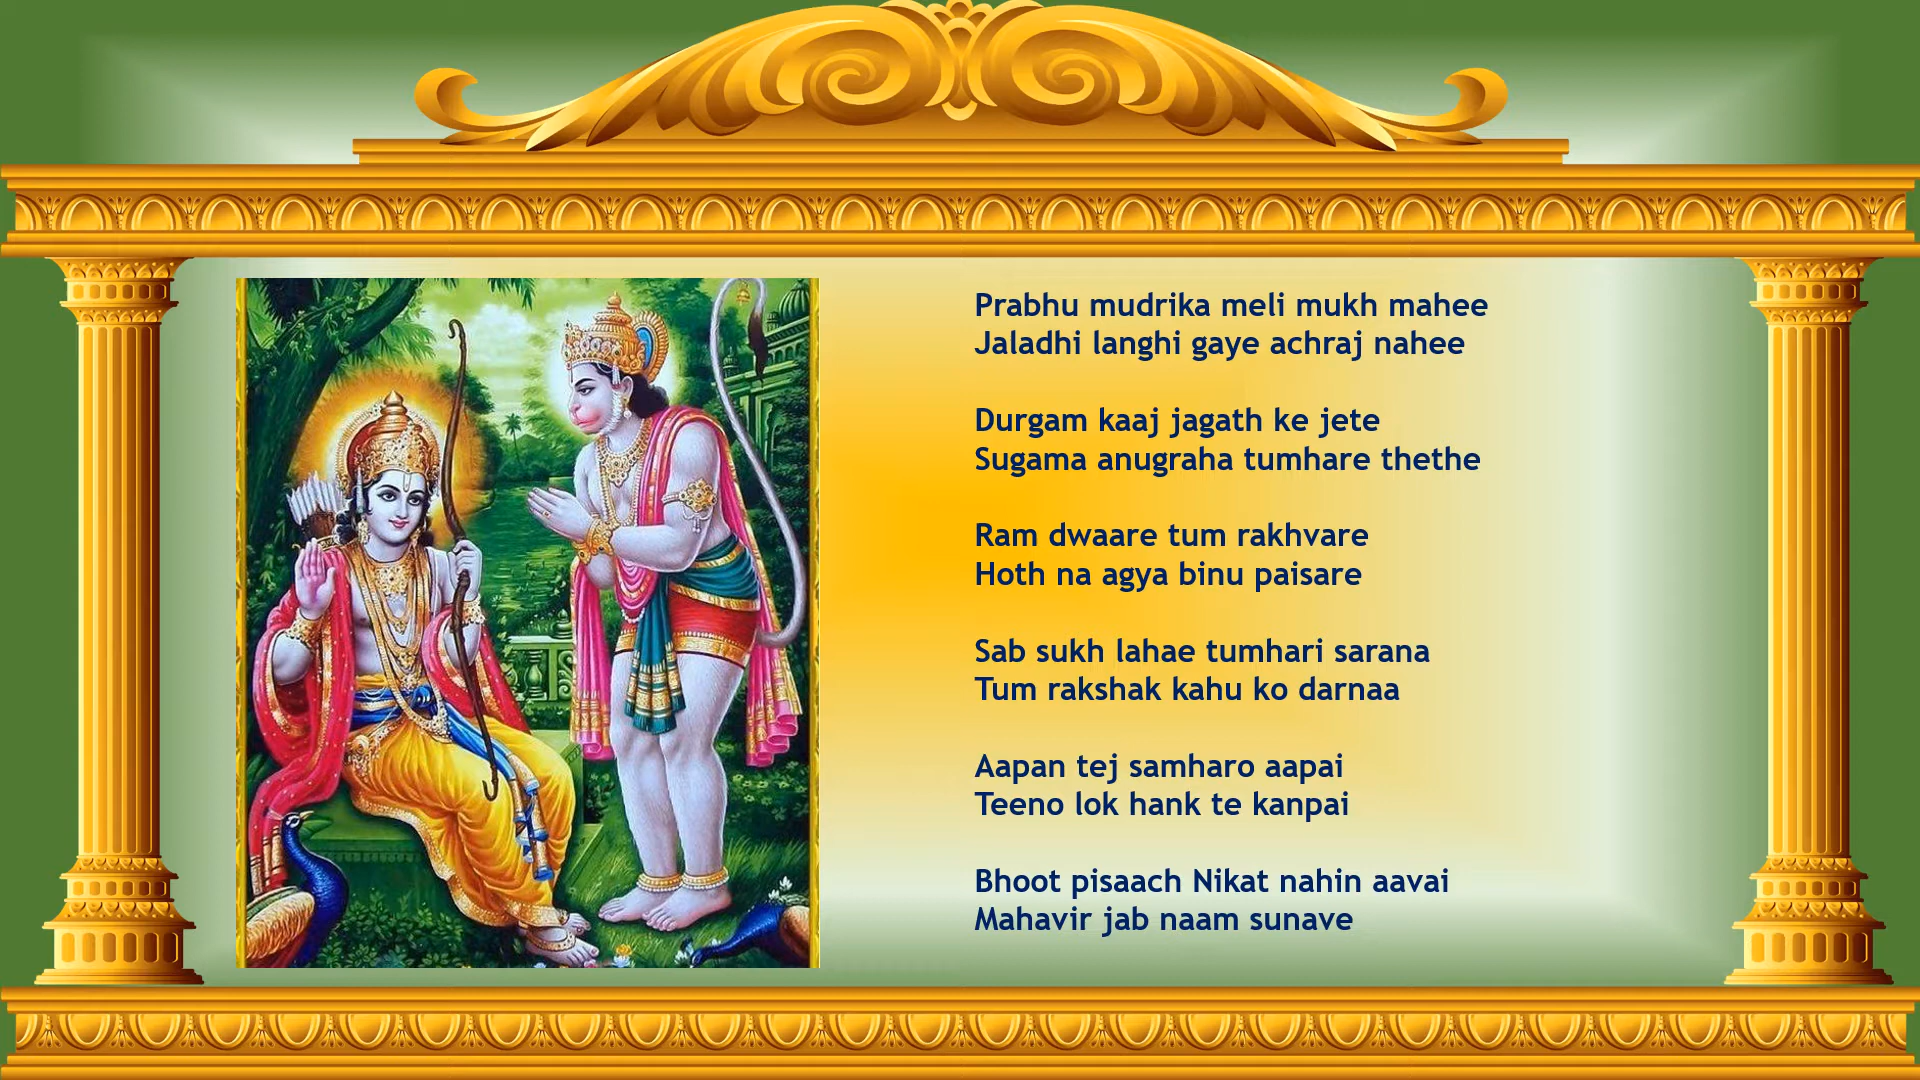 Prabhu mudrika meli mukh mahee
Jaladhi langhi gaye achraj nahee
Durgam kaaj jagath ke jete
Sugama anugraha tumhare thethe
Ram dwaare tum rakhvare
Hoth na agya binu paisare
Sab sukh lahae tumhari sarana
Tum rakshak kahu ko darnaa
Aapan tej samharo aapai
Teeno lok hank te kanpai
Bhoot pisaach Nikat nahin aavai
Mahavir jab naam sunave